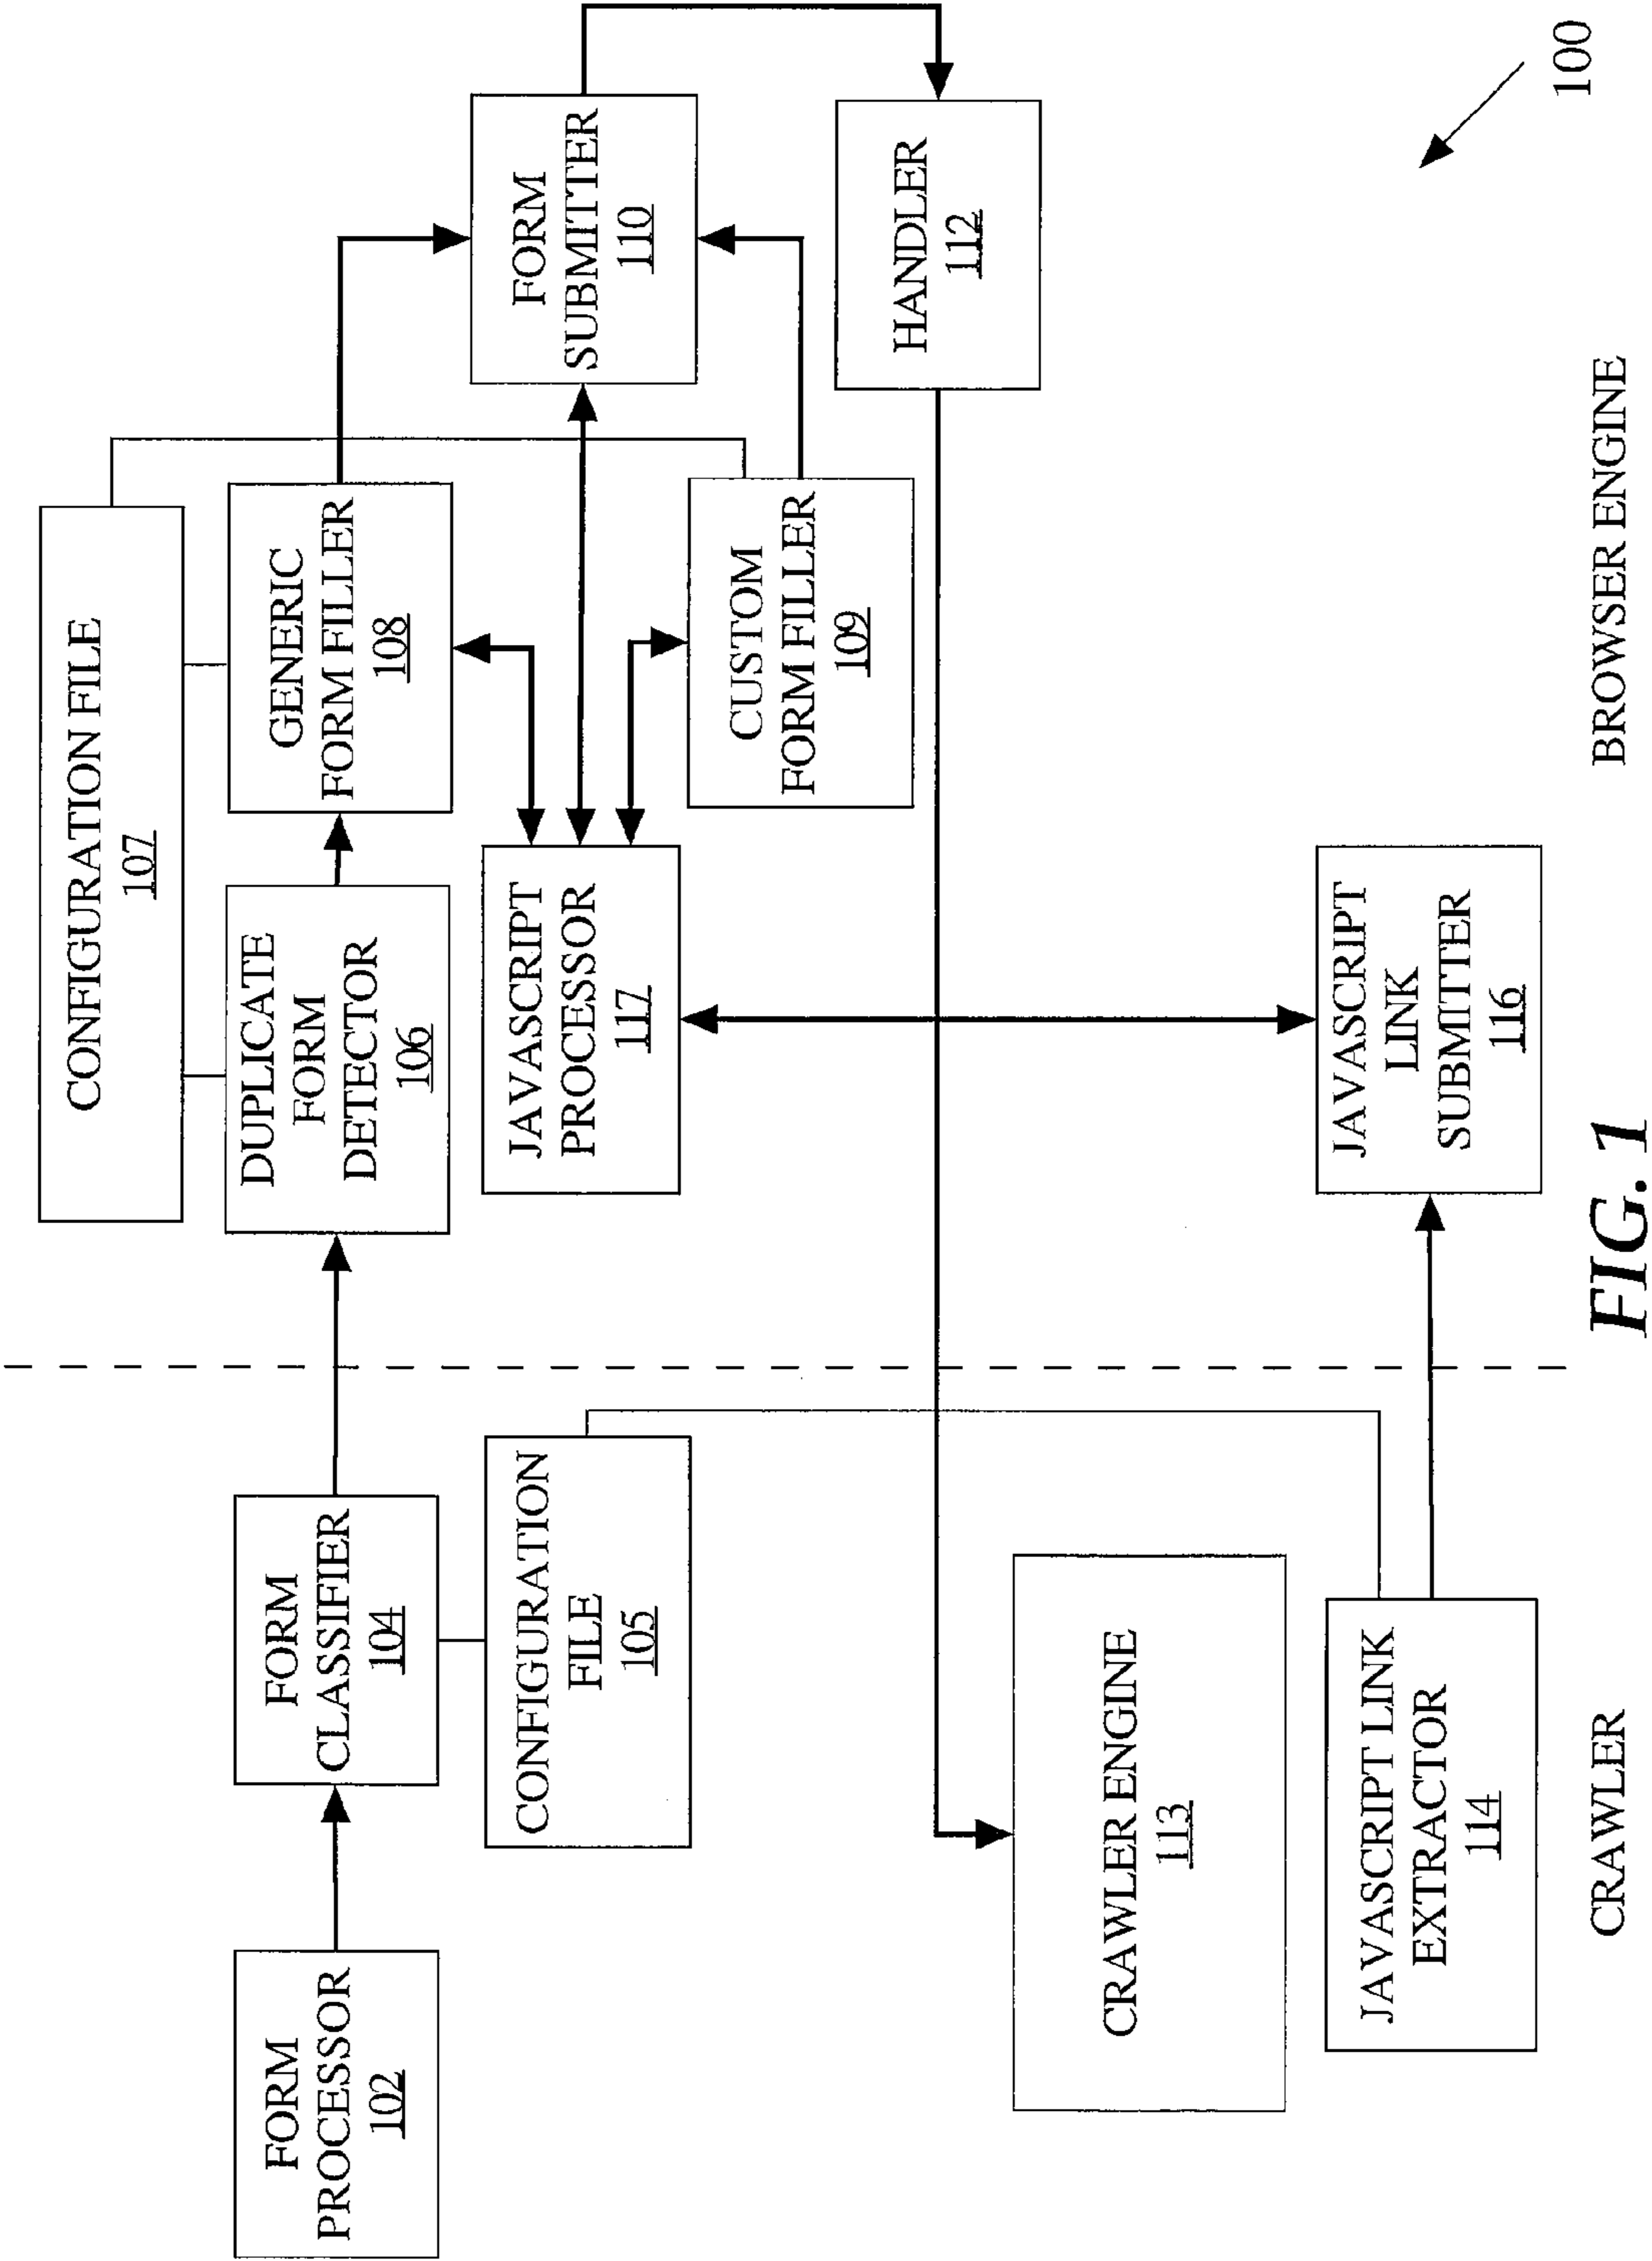 CONFIGURATION FILE
107
FORM
PROCESSOR
102
FORM
CLASSIFIER
104
DUPLICATE
FORM
DETECTOR
106
GENERIC
FORM FILLER
108
FORM
SUBMITTER
110
CONFIGURATION
FILE
105
JAVASCRIPT
PROCESSOR
117
CUSTOM
FORM FILLER
109
HANDLER
112
CRAWLER ENGINE
113
JAVASCRIPT LINK
EXTRACTOR
114
JAVASCRIPT
LINK
SUBMITTER
116
100
CRAWLER
BROWSER ENGINE
FIG. 1